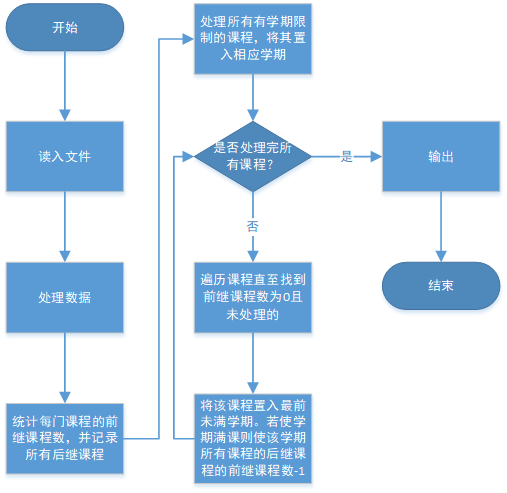 开始
读入文件
处理数据
统计每门课程的前
继课程数，并记录
所有后继课程
处理所有有学期限
制的课程，将其置
入相应学期
是否处理完所
有课程？
是
否
遍历课程直至找到
前继课程数为0且
未处理的
将该课程置入最前
未满学期。若使学
期满课则使该学期
所有课程的后继课
程的前继课程数-1
输出
结束